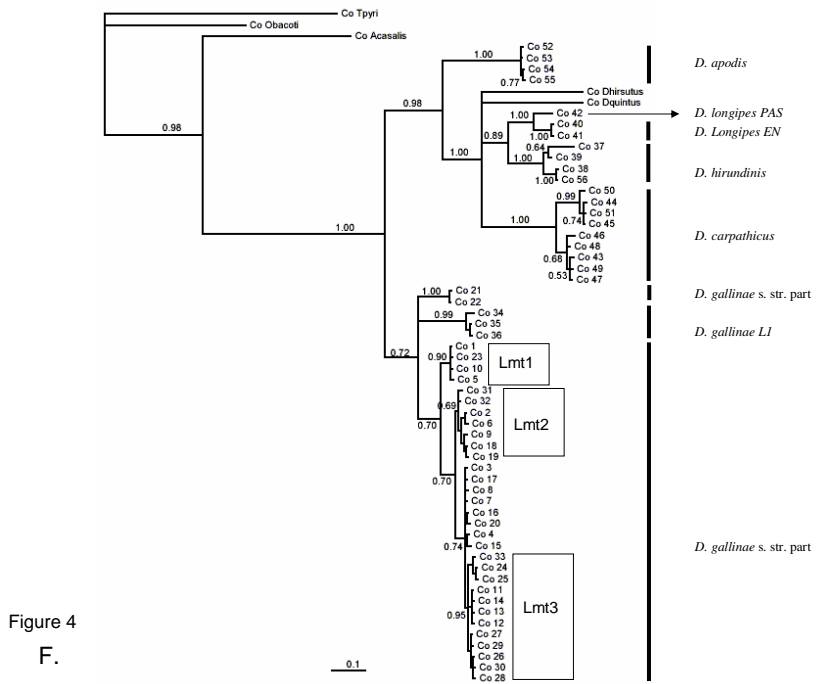 Co Tpyri
Co Obacoti
Co Acasalis
0.98
1.00
0.98
1.00
Co 52
Co 53
Co 54
Co 55
0.77
D. apodis
1.00
Co Dhirsutus
Co Dquintus
0.89
1.00
Co 42
D. longipes PAS
Co 40
Co 41
1.00
D. Longipes EN
1.00
0.64
Co 37
Co 39
Co 38
Co 56
1.00
D. hirundinis
1.00
0.99
Co 50
Co 44
Co 51
Co 45
0.74
Co 46
Co 48
Co 43
Co 49
Co 47
0.68
0.53
D. carpathicus
0.72
1.00
Co 21
Co 22
D. gallinae s. str. part
0.99
Co 34
Co 35
Co 36
D. gallinae L1
0.70
0.90
Co 1
Co 23
Co 10
Co 5
Lmt1
0.70
0.69
Co 31
Co 32
Co 2
Co 6
Co 9
Co 18
Co 19
Lmt2
0.74
Co 3
Co 17
Co 8
Co 7
Co 16
Co 20
Co 4
Co 15
D. gallinae s. str. part
0.95
Co 33
Co 24
Co 25
Co 11
Co 14
Co 13
Co 12
Co 27
Co 29
Co 26
Co 30
Co 28
Lmt3
Figure 4
F.
0.1